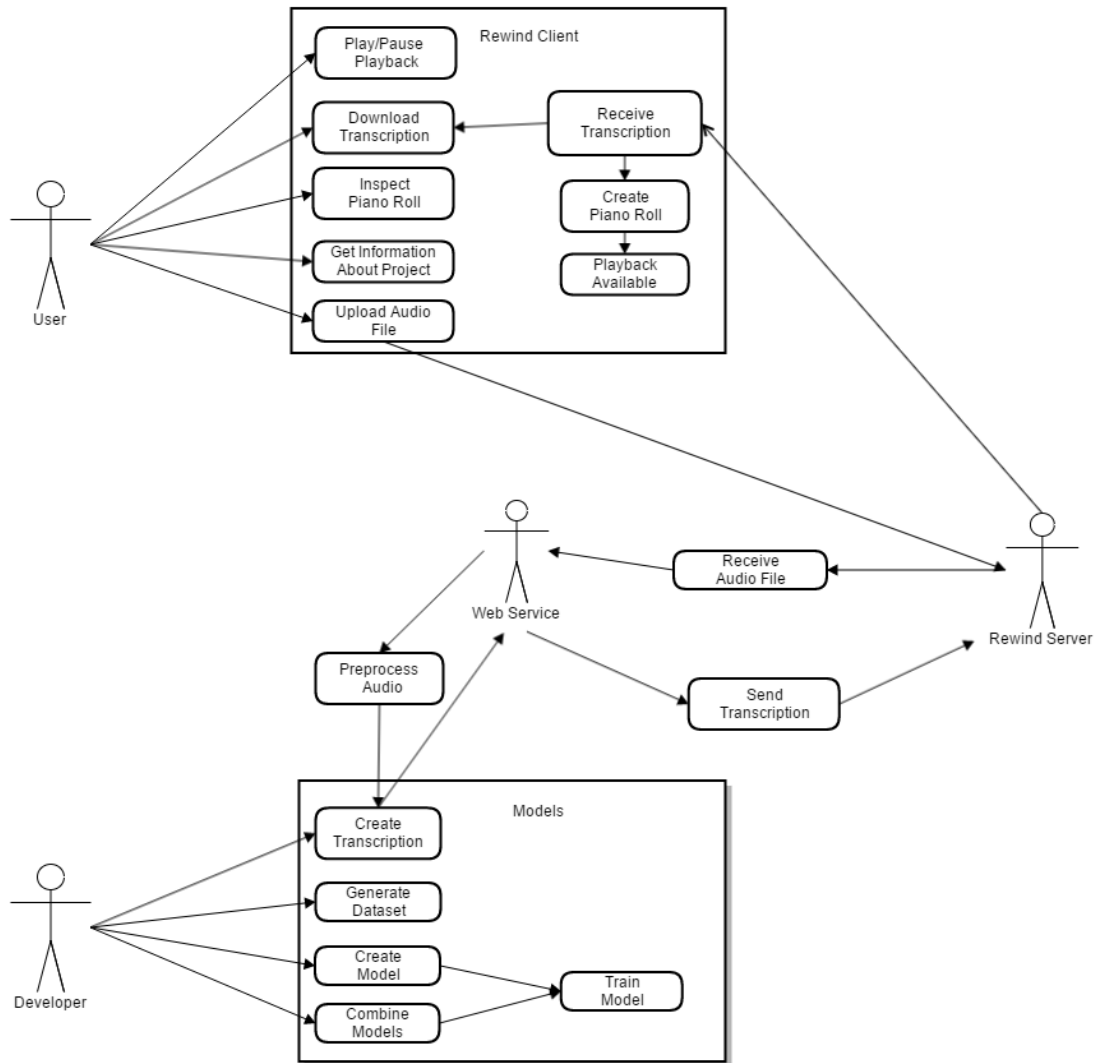 Rewind Client
Play/Pause
Playback
Download
Transcription
Receive
Transcription
Inspect
Piano Roll
Create
Piano Roll
Get Information
About Project
Playback
Available
Upload Audio
File
User
Receive
Audio File
Web Service
Rewind Server
Preprocess
Audio
Send
Transcription
Models
Create
Transcription
Generate
Dataset
Create
Model
Train
Model
Combine
Models
Developer